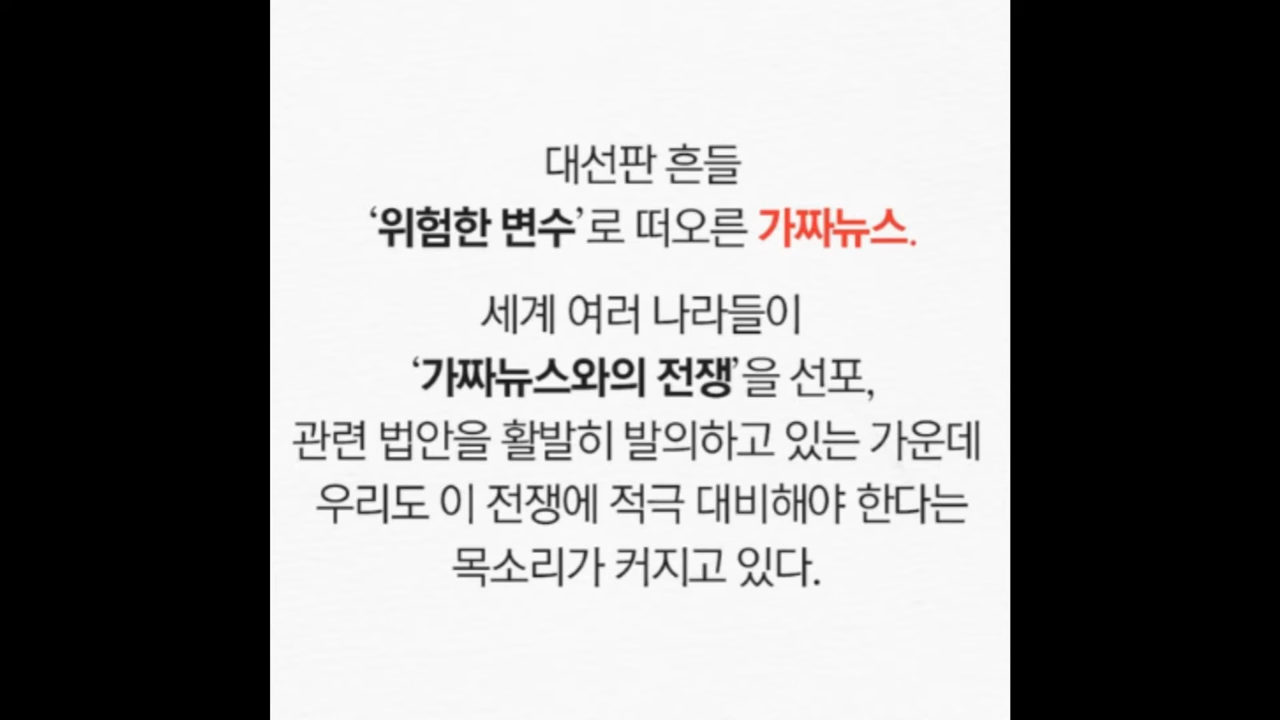 대선판 흔들
‘위험한 변수’로 떠오른 가짜뉴스.
세계 여러 나라들이
‘가짜뉴스와의 전쟁’을 선포,
관련 법안을 활발히 발의하고 있는 가운데
우리도 이 전쟁에 적극 대비해야 한다는
목소리가 커지고 있다.